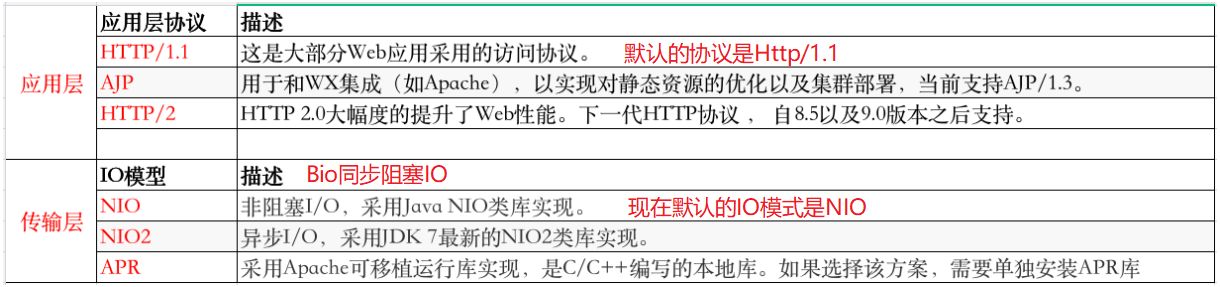 应用层协议 描述
HTTP/1.1 这是大部分Web应用采用的访问协议。 默认的协议是Http/1.1
应用层 AJP 用于和WX集成（如Apache），以实现对静态资源的优化以及集群部署，当前支持AJP/1.3。
HTTP/2 HTTP 2.0大幅度的提升了Web性能。下一代HTTP协议 ， 自8.5以及9.0版本之后支持。
IO模型 描述 Bio同步阻塞IO
传输层 NIO 非阻塞I/O，采用Java NIO类库实现。 现在默认的IO模式是NIO
NIO2 异步I/O，采用JDK 7最新的NIO2类库实现。
APR 采用Apache可移植运行库实现，是C/C++编写的本地库。如果选择该方案，需要单独安装APR库